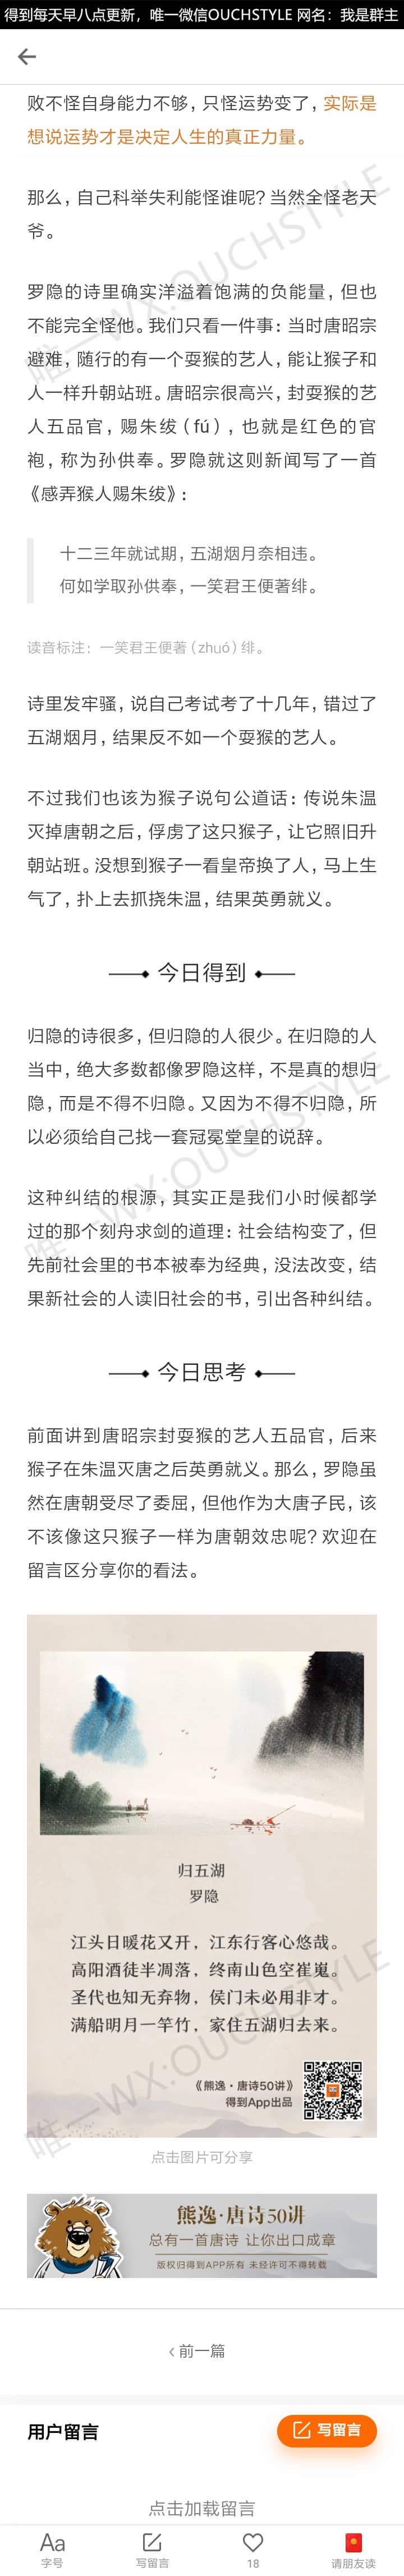 得到每天早八点更新，唯一微信OUCHSTYLE 网名：我是群主
败不怪自身能力不够，只怪运势变了，实际是
想说运势才是决定人生的真正力量。
那么，自己科举失利能怪谁呢？当然全怪老天
爷。
罗隐的诗里确实洋溢着饱满的负能量，但也
不能完全怪他。我们只看一件事：当时唐昭宗
避难，随行的有一个耍猴的艺人，能让猴子和
人一样升朝站班。唐昭宗很高兴，封耍猴的艺
人五品官，赐朱绂（fú），也就是红色的官
袍，称为孙供奉。罗隐就这则新闻写了一首
《感弄猴人赐朱绂》：
十二三年就试期，五湖烟月奈相违。
何如学取孙供奉，一笑君王便著绯。
读音标注：一笑君王便著（zhuó）绯。
诗里发牢骚，说自己考试考了十几年，错过了
五湖烟月，结果反不如一个耍猴的艺人。
不过我们也该为猴子说句公道话：传说朱温
灭掉唐朝之后，俘虏了这只猴子，让它照旧升
朝站班。没想到猴子一看皇帝换了人，马上生
气了，扑上去抓挠朱温，结果英勇就义。
今日得到
归隐的诗很多，但归隐的人很少。在归隐的人
当中，绝大多数都像罗隐这样，不是真的想归
隐，而是不得不归隐。又因为不得不归隐，所
以必须给自己找一套冠冕堂皇的说辞。
这种纠结的根源，其实正是我们小时候都学
过的那个刻舟求剑的道理：社会结构变了，但
先前社会里的书本被奉为经典，没法改变，结
果新社会的人读旧社会的书，引出各种纠结。
今日思考
前面讲到唐昭宗封耍猴的艺人五品官，后来
猴子在朱温灭唐之后英勇就义。那么，罗隐虽
然在唐朝受尽了委屈，但他作为大唐子民，该
不该像这只猴子一样为唐朝效忠呢？欢迎在
留言区分享你的看法。
归五湖
罗隐
江头日暖花又开，江东行客心悠哉。
高阳酒徒半凋落，终南山色空崔嵬。
圣代也知无弃物，侯门未必用非才。
满船明月一竿竹，家住五湖归去来。
《熊逸·唐诗50讲》
得到App出品
点击图片可分享
熊逸·唐诗50讲
总有一首唐诗 让你出口成章
版权归得到APP所有 未经许可不得转载
‹ 前一篇
用户留言
写留言
点击加载留言
Aa
字号
写留言
18
请朋友读
唯一WX:OUCHSTYLE
唯一WX:OUCHSTYLE
唯一WX:OUCHSTYLE